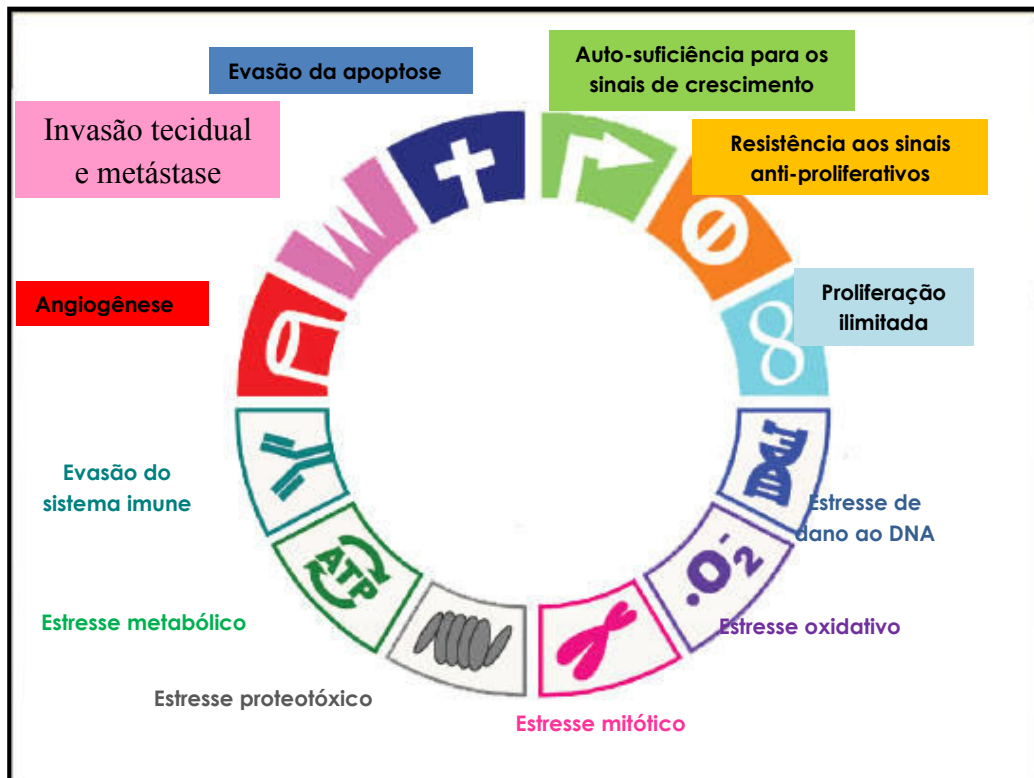 Evasão da apoptose
Auto-suficiência para os
sinais de crescimento
Invasão tecidual
e metástase
Resistência aos sinais
anti-proliferativos
Angiogênese
Proliferação
ilimitada
Evasão do
sistema imune
ATP
Estresse de
dano ao DNA
•O2-
Estresse metabólico
Estresse oxidativo
Estresse proteotóxico
Estresse mitótico